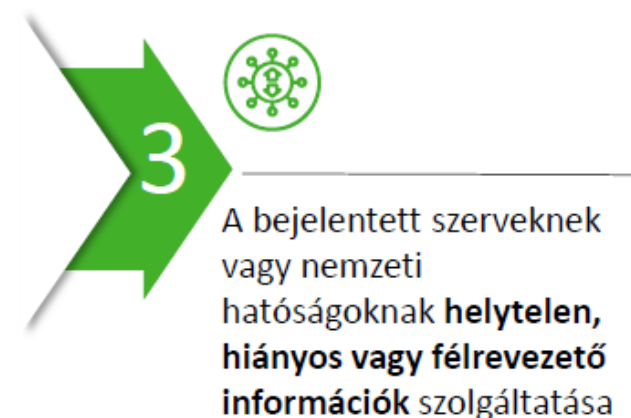 3
A bejelentett szerveknek
vagy nemzeti
hatóságoknak helytelen,
hiányos vagy félrevezető
információk szolgáltatása